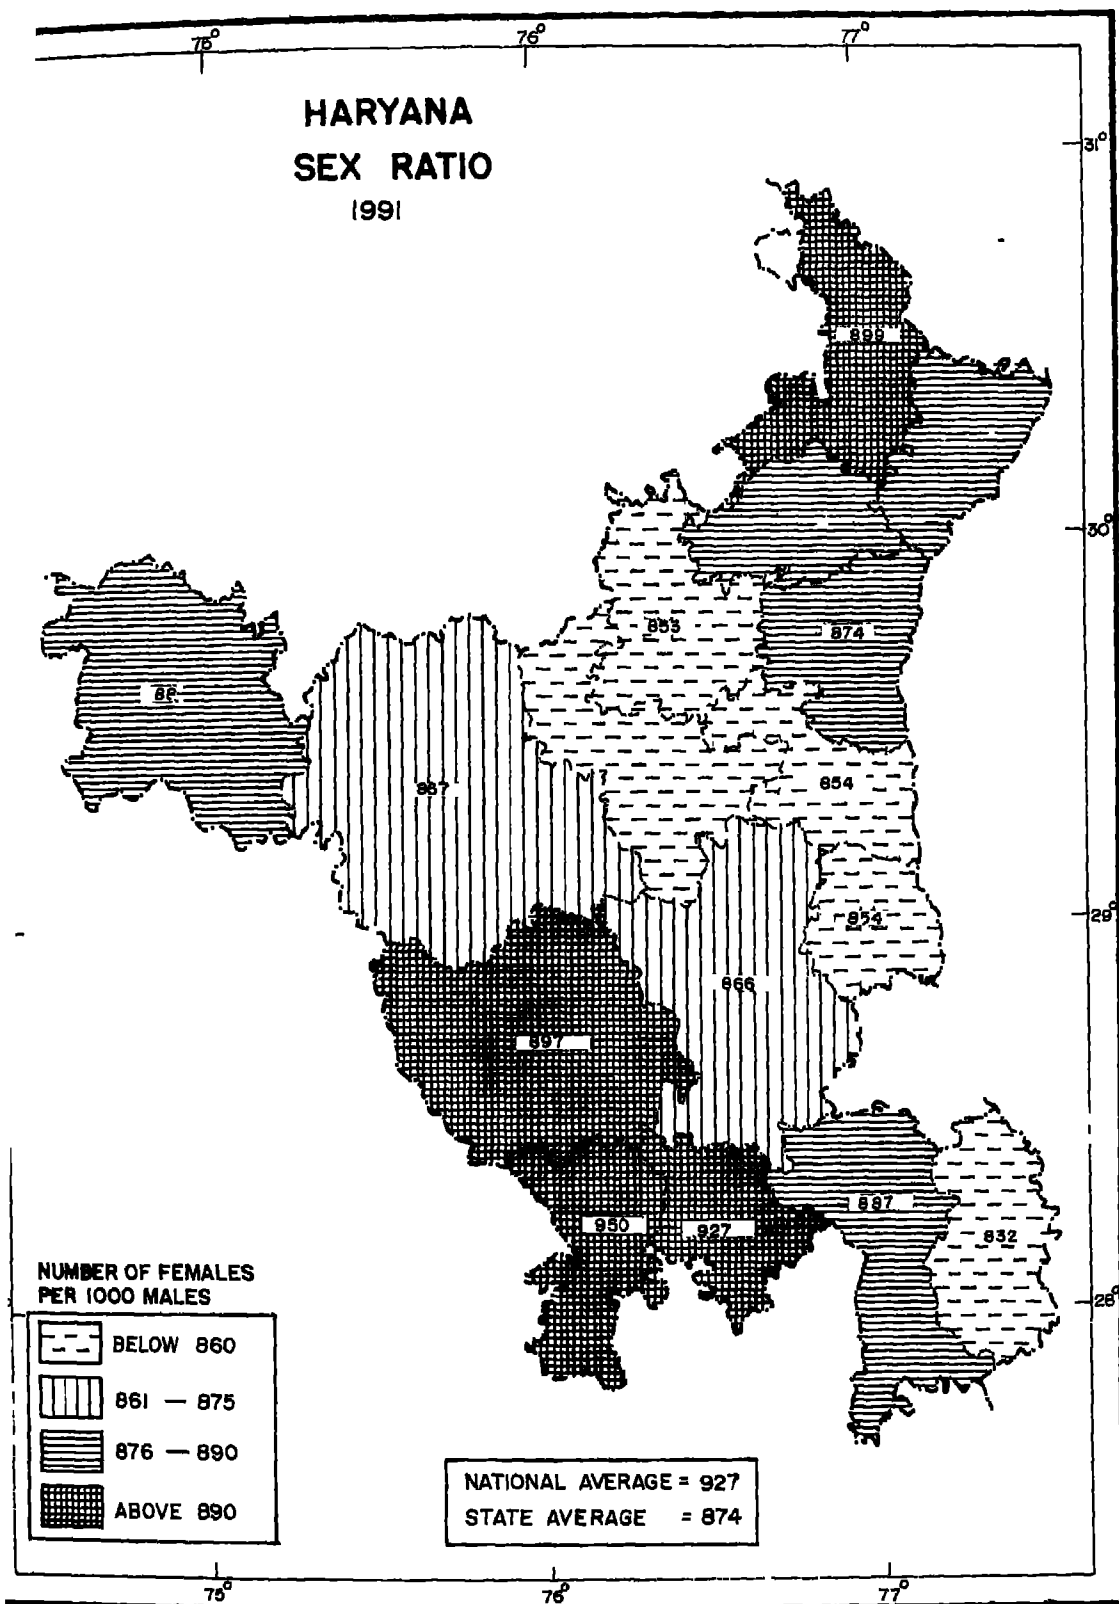 75° 76° 77°
HARYANA
SEX RATIO
1991
31°
899
30°
853
874
867
854
29°
854
866
897
887
950 927
832
28°
NUMBER OF FEMALES
PER 1000 MALES
BELOW 860
861 — 875
876 — 890
ABOVE 890
NATIONAL AVERAGE = 927
STATE AVERAGE = 874
75° 76° 77°